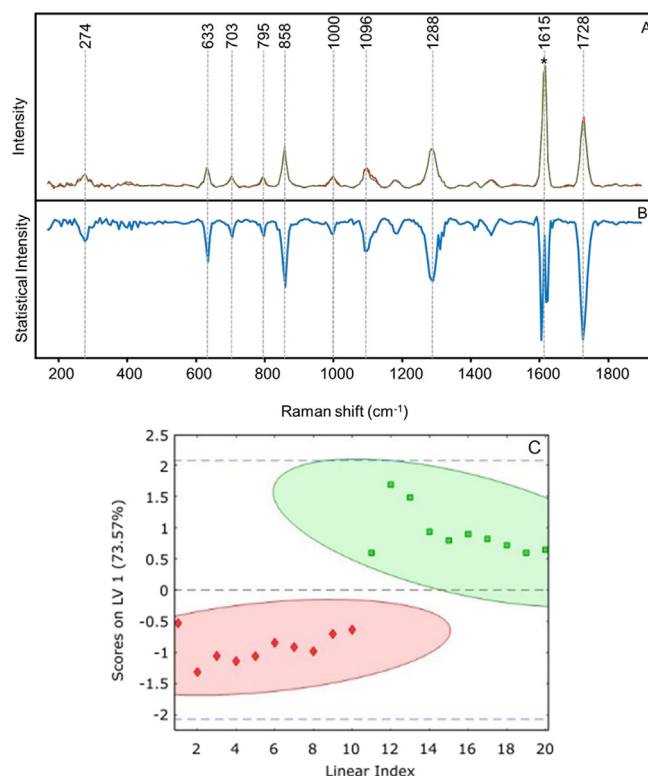 274 633 703 795 858 1000 1096 1288 1615 1728 A
*
Intensity
B
Statistical Intensity
200 400 600 800 1000 1200 1400 1600 1800
Raman shift (cm⁻¹)
C
2.5
2
1.5
1
0.5
0
-0.5
-1
-1.5
-2
Scores on LV 1 (73.57%)
2 4 6 8 10 12 14 16 18 20
Linear Index